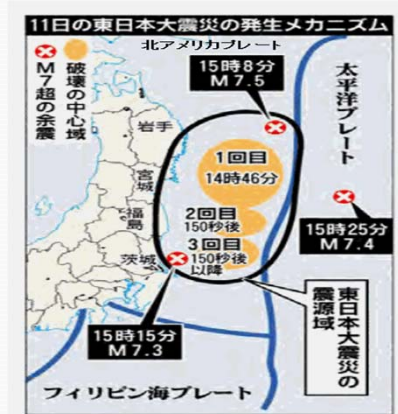 11日の東日本大震災の発生メカニズム
北アメリカプレート
破壊の中心域
M7超の余震
15時8分
M7.5
太平洋プレート
岩手
宮城
福島
茨城
1回目
14時46分
2回目
150秒後
3回目
150秒後
以降
15時25分
M7.4
15時15分
M7.3
東日本大震災の
震源域
フィリピン海プレート